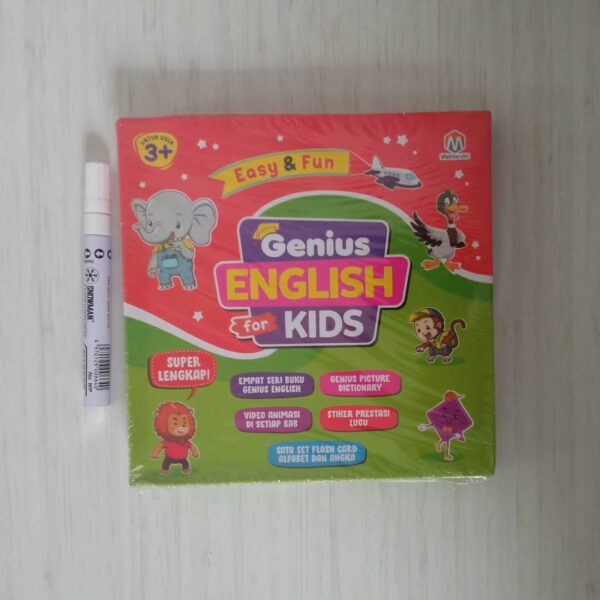 UNTUK USIA
3+
Easy & Fun
VisiMandiri
Genius
ENGLISH
for KIDS
SUPER
LENGKAP!
EMPAT SERI BUKU
GENIUS ENGLISH
GENIUS PICTURE
DICTIONARY
VIDEO ANIMASI
DI SETIAP BAB
STIKER PRESTASI
LUCU
SATU SET FLASH CARD
ALFABET DAN ANGKA
SNOWMAN